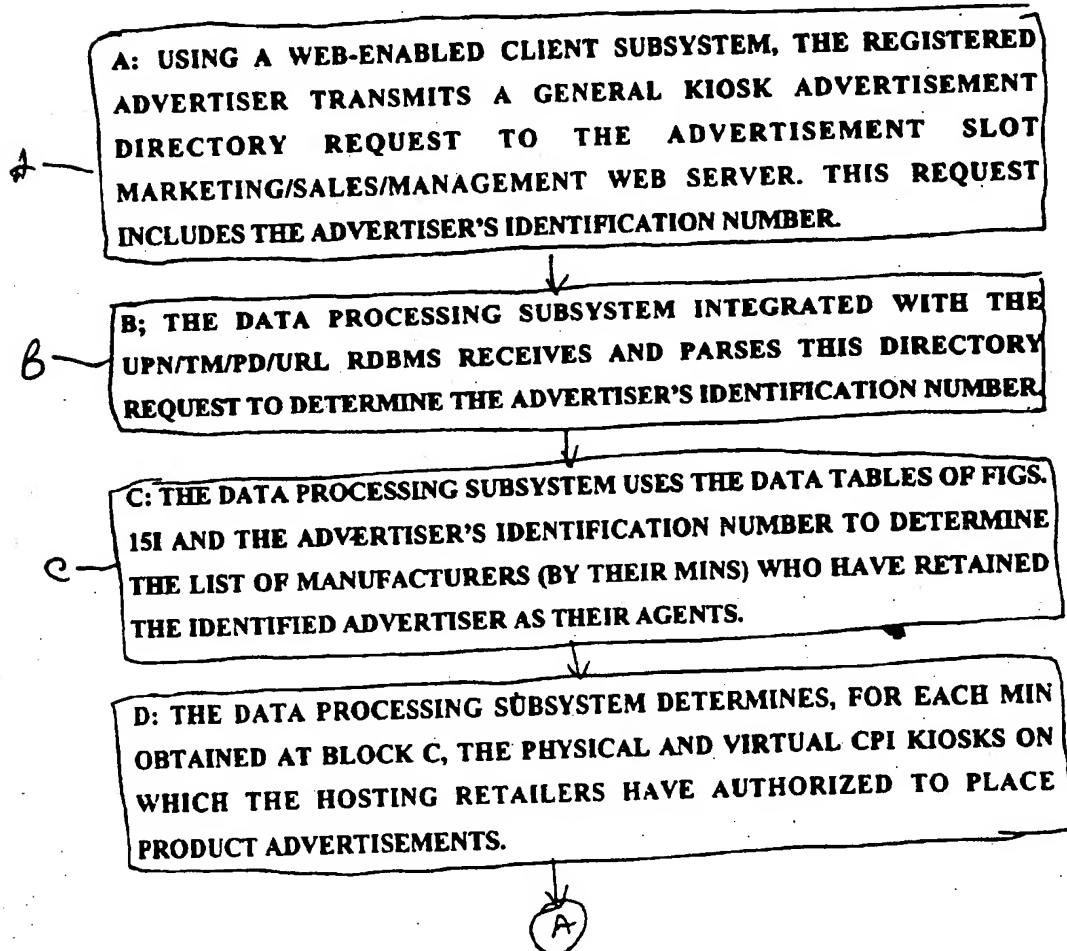 A: USING A WEB-ENABLED CLIENT SUBSYSTEM, THE REGISTERED
ADVERTISER TRANSMITS A GENERAL KIOSK ADVERTISEMENT
DIRECTORY REQUEST TO THE ADVERTISEMENT SLOT
MARKETING/SALES/MANAGEMENT WEB SERVER. THIS REQUEST
INCLUDES THE ADVERTISER'S IDENTIFICATION NUMBER.
B
B; THE DATA PROCESSING SUBSYSTEM INTEGRATED WITH THE
UPN/TM/PD/URL RDBMS RECEIVES AND PARSES THIS DIRECTORY
REQUEST TO DETERMINE THE ADVERTISER'S IDENTIFICATION NUMBER.
C
C: THE DATA PROCESSING SUBSYSTEM USES THE DATA TABLES OF FIGS.
15I AND THE ADVERTISER'S IDENTIFICATION NUMBER TO DETERMINE
THE LIST OF MANUFACTURERS (BY THEIR MINS) WHO HAVE RETAINED
THE IDENTIFIED ADVERTISER AS THEIR AGENTS.
D: THE DATA PROCESSING SUBSYSTEM DETERMINES, FOR EACH MIN
OBTAINED AT BLOCK C, THE PHYSICAL AND VIRTUAL CPI KIOSKS ON
WHICH THE HOSTING RETAILERS HAVE AUTHORIZED TO PLACE
PRODUCT ADVERTISEMENTS.
A